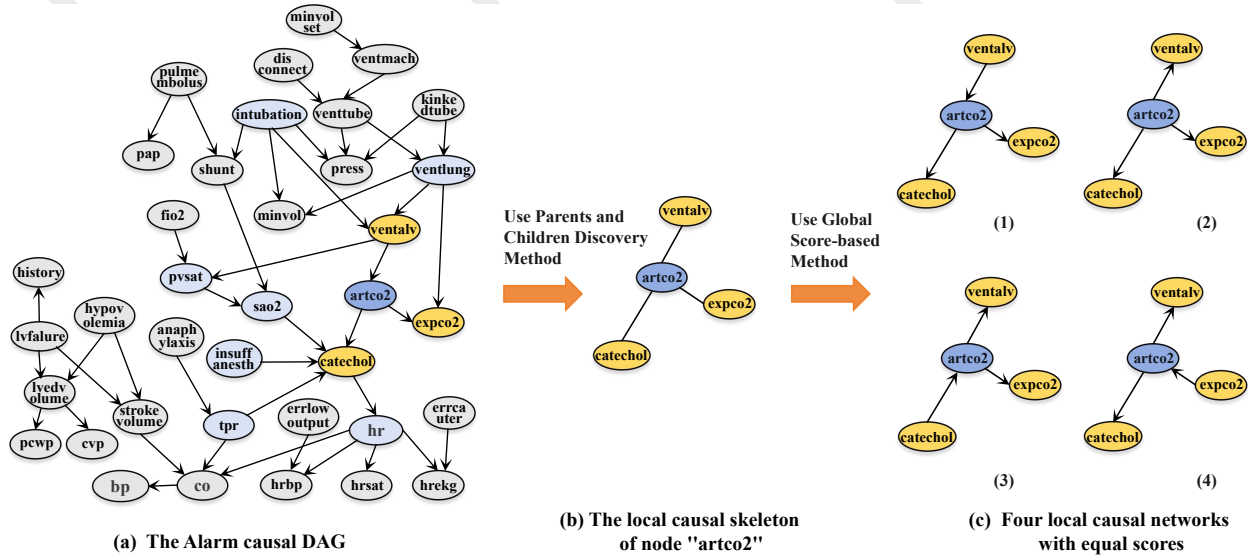 minvol
set
dis
connect
ventmach
pulme
mbolus
intubation
venttube
kinke
dtube
pap
shunt
press
ventlung
fio2
minvol
ventalv
history
pvsat
sao2
artco2
expco2
hypov
olemia
lvfalure
anaph
ylaxis
insuff
anesth
catechol
lvedv
olume
stroke
volume
tpr
errlow
output
hr
errca
uter
pcwp
cvp
bp
co
hrbp
hrsat
hrekg
(a) The Alarm causal DAG
Use Parents and
Children Discovery
Method
ventalv
artco2
expco2
catechol
(b) The local causal skeleton
of node "artco2"
Use Global
Score-based
Method
ventalv
artco2
expco2
catechol
(1)
ventalv
artco2
expco2
catechol
(2)
ventalv
artco2
expco2
catechol
(3)
ventalv
artco2
expco2
catechol
(4)
(c) Four local causal networks
with equal scores